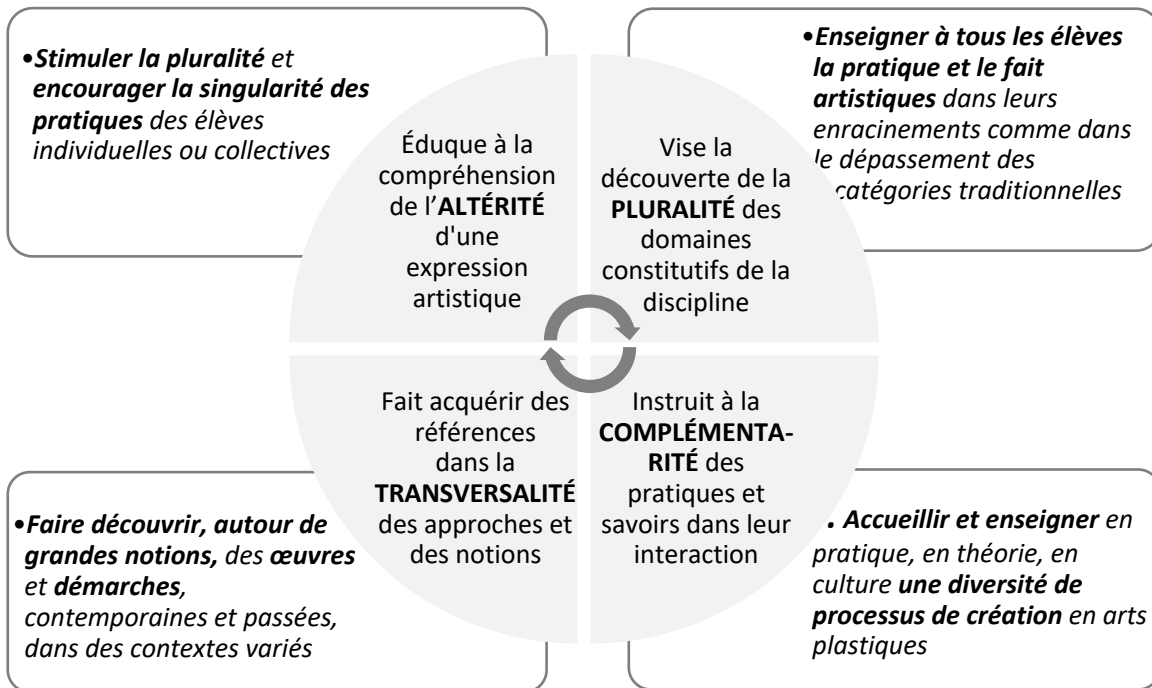 •Stimuler la pluralité et
encourager la singularité des
pratiques des élèves
individuelles ou collectives
•Enseigner à tous les élèves
la pratique et le fait
artistiques dans leurs
enracinements comme dans
le dépassement des
catégories traditionnelles
Éduque à la
compréhension
de l’ALTÉRITÉ
d'une
expression
artistique
Vise la
découverte de la
PLURALITÉ des
domaines
constitutifs de la
discipline
Fait acquérir des
références
dans la
TRANSVERSALITÉ
des approches et
des notions
Instruit à la
COMPLÉMENTA-
RITÉ des
pratiques et
savoirs dans leur
interaction
•Faire découvrir, autour de
grandes notions, des œuvres
et démarches,
contemporaines et passées,
dans des contextes variés
. Accueillir et enseigner en
pratique, en théorie, en
culture une diversité de
processus de création en arts
plastiques